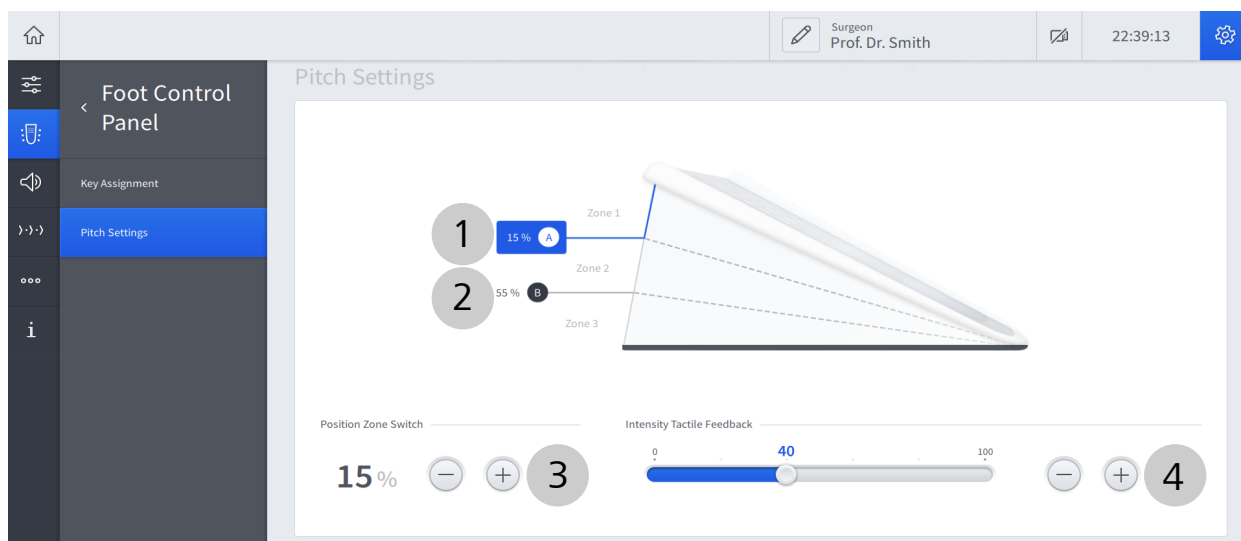 Surgeon
Prof. Dr. Smith
22:39:13
Foot Control
Panel
Key Assignment
Pitch Settings
i
Pitch Settings
Zone 1
1
15 % A
Zone 2
2
55 % B
Zone 3
Position Zone Switch
15 %
3
Intensity Tactile Feedback
0 40 100
4